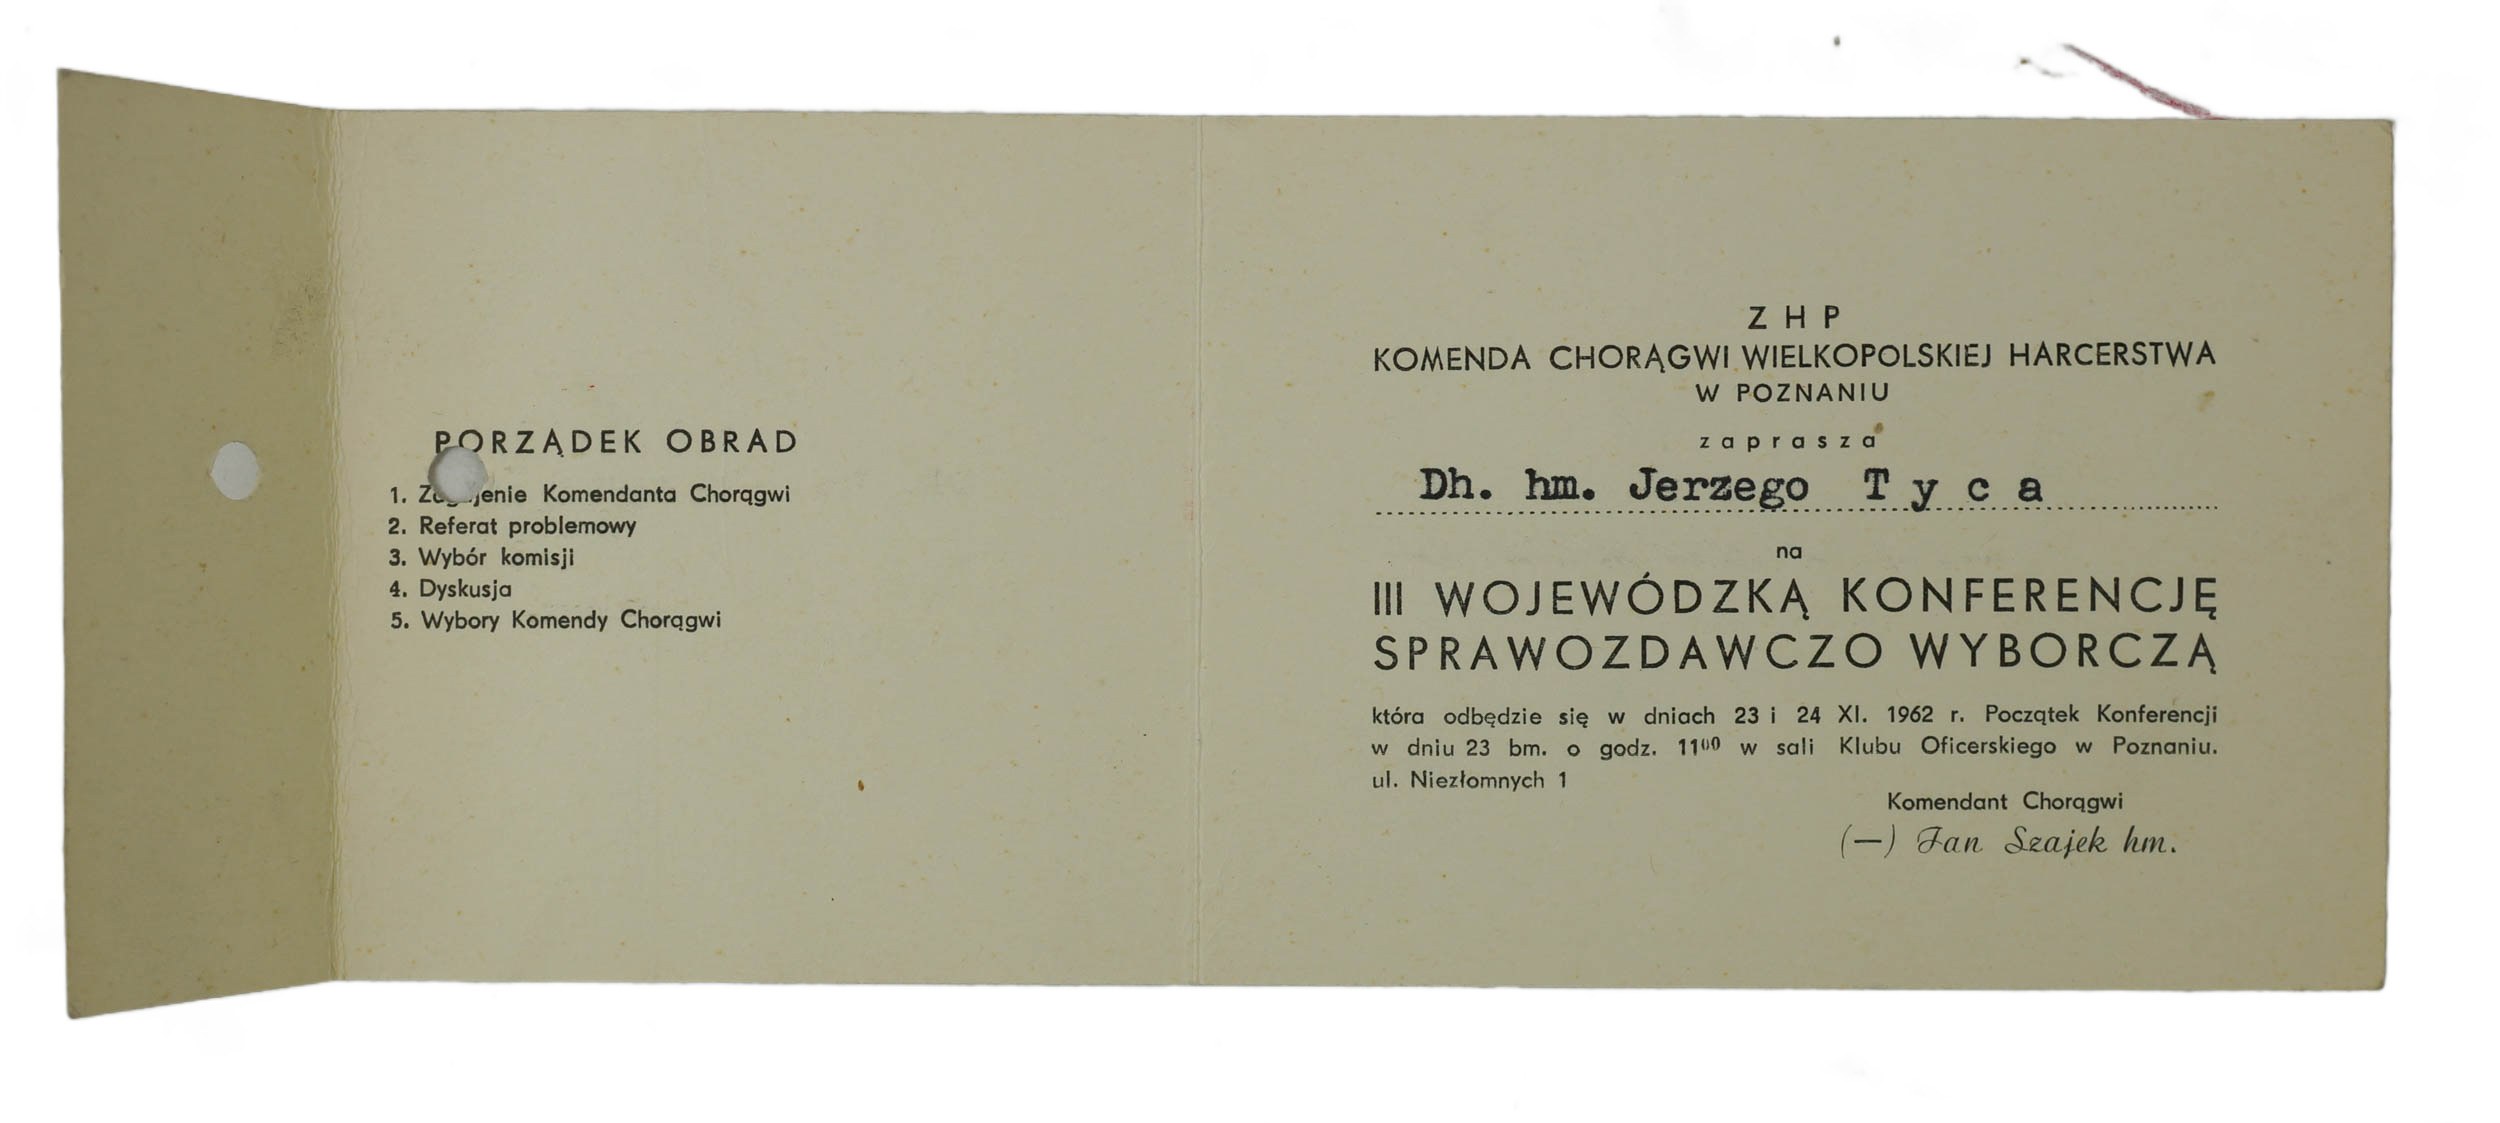 PORZĄDEK OBRAD
1. Komendanta Chorągwi
2. Referat problemowy
3. Wybór komisji
4. Dyskusja
5. Wybory Komendy Chorągwi
Z H P
KOMENDA CHORĄGWI WIELKOPOLSKIEJ HARCERSTWA
W POZNANIU
zaprasza
Dh. hm. Jerzego Tyca
na
III WOJEWÓDZKĄ KONFERENCJĘ
SPRAWOZDAWCZO WYBORCZĄ
która odbędzie się w dniach 23 i 24 XI. 1962 r. Początek Konferencji
w dniu 23 bm. o godz. 11⁰⁰ w sali Klubu Oficerskiego w Poznaniu.
ul. Niezłomnych 1
Komendant Chorągwi
(—) Jan Szajek hm.